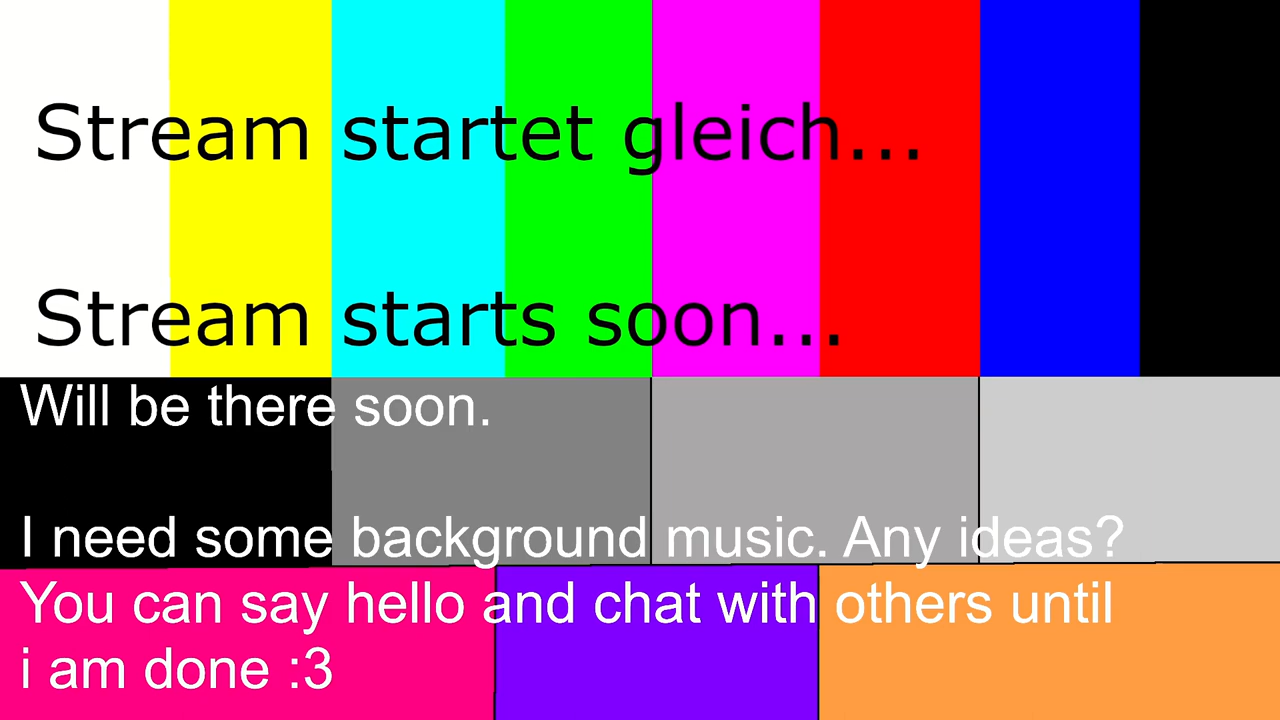 Stream startet gleich...
Stream starts soon...
Will be there soon.
I need some background music. Any ideas?
You can say hello and chat with others until
i am done :3